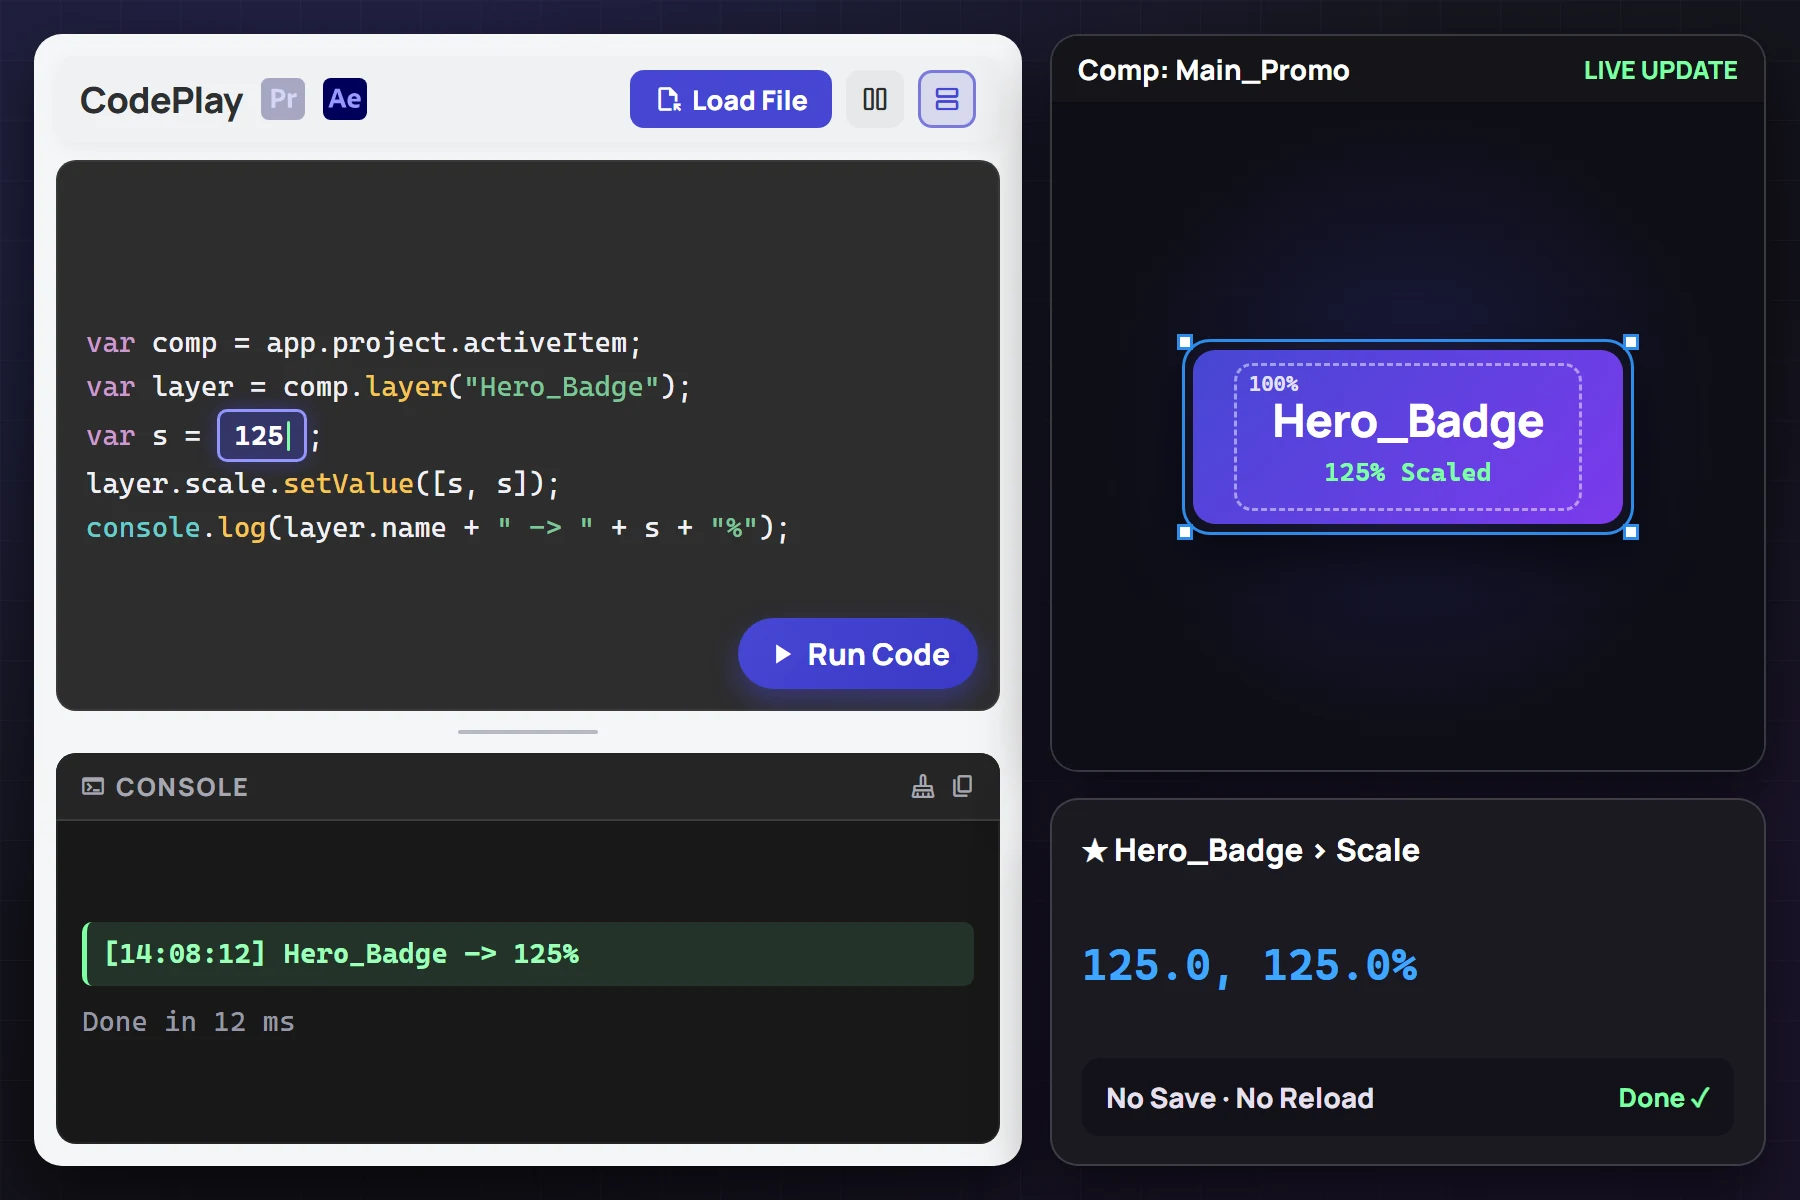 CodePlay Pr Ae
Load File
var comp = app.project.activeItem;
var layer = comp.layer("Hero_Badge");
var s = 125;
layer.scale.setValue([s, s]);
console.log(layer.name + " -> " + s + "%");
Run Code
CONSOLE
[14:08:12] Hero_Badge -> 125%
Done in 12 ms
Comp: Main_Promo
LIVE UPDATE
100%
Hero_Badge
125% Scaled
★ Hero_Badge › Scale
125.0, 125.0%
No Save · No Reload
Done ✓